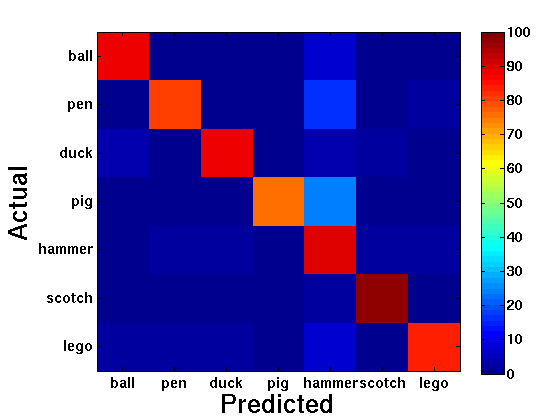 ball
pen
duck
pig
hammer
scotch
lego
Actual
ball pen duck pig hammer scotch lego
Predicted
100
90
80
70
60
50
40
30
20
10
0